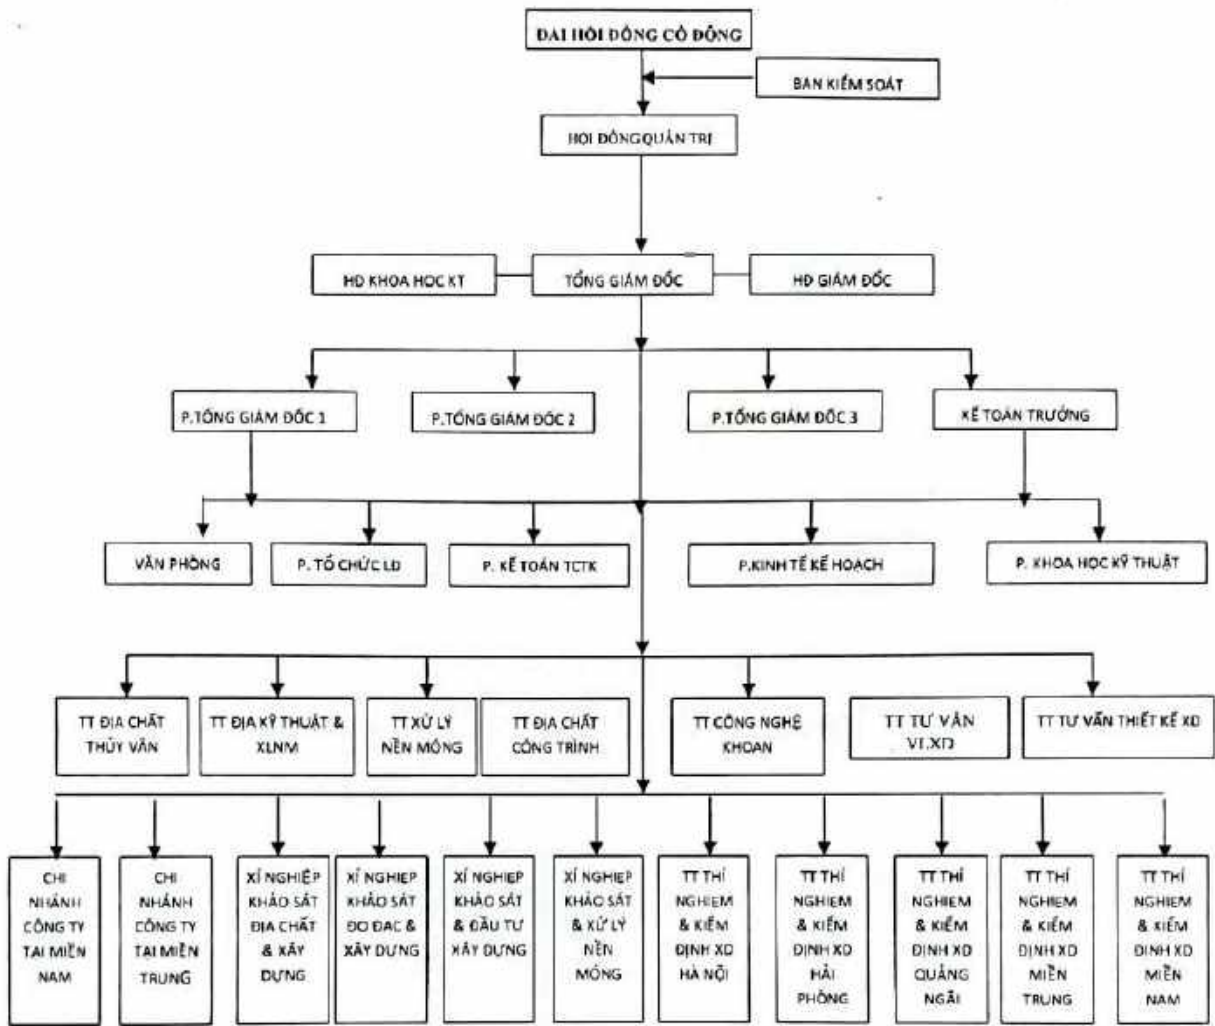 ĐẠI HỘI ĐỒNG CỔ ĐÔNG
BAN KIỂM SOÁT
HỘI ĐỒNG QUẢN TRỊ
HĐ KHOA HỌC KT
TỔNG GIÁM ĐỐC
HĐ GIÁM ĐỐC
P.TỔNG GIÁM ĐỐC 1
P.TỔNG GIÁM ĐỐC 2
P.TỔNG GIÁM ĐỐC 3
KẾ TOÁN TRƯỞNG
VĂN PHÒNG
P. TỔ CHỨC LĐ
P. KẾ TOÁN TCTK
P.KINH TẾ KẾ HOẠCH
P. KHOA HỌC KỸ THUẬT
TT ĐỊA CHẤT
THỦY VĂN
TT ĐỊA KỸ THUẬT &
XLNM
TT XỬ LÝ
NỀN MÓNG
TT ĐỊA CHẤT
CÔNG TRÌNH
TT CÔNG NGHỆ
KHOAN
TT TƯ VẤN
VLXD
TT TƯ VẤN THIẾT KẾ XD
CHI
NHÁNH
CÔNG TY
TẠI MIỀN
NAM
CHI
NHÁNH
CÔNG TY
TẠI MIỀN
TRUNG
XÍ NGHIỆP
KHẢO SÁT
ĐỊA CHẤT
& XÂY
DỰNG
XÍ NGHIỆP
KHẢO SÁT
ĐO ĐẠC &
XÂY DỰNG
XÍ NGHIỆP
KHẢO SÁT
& ĐẦU TƯ
XÂY DỰNG
XÍ NGHIỆP
KHẢO SÁT
& XỬ LÝ
NỀN
MÓNG
TT THÍ
NGHIỆM
& KIỂM
ĐỊNH XD
HÀ NỘI
TT THÍ
NGHIỆM
& KIỂM
ĐỊNH XD
HẢI
PHÒNG
TT THÍ
NGHIỆM
& KIỂM
ĐỊNH XD
QUẢNG
NGÃI
TT THÍ
NGHIỆM
& KIỂM
ĐỊNH XD
MIỀN
TRUNG
TT THÍ
NGHIỆM
& KIỂM
ĐỊNH XD
MIỀN
NAM